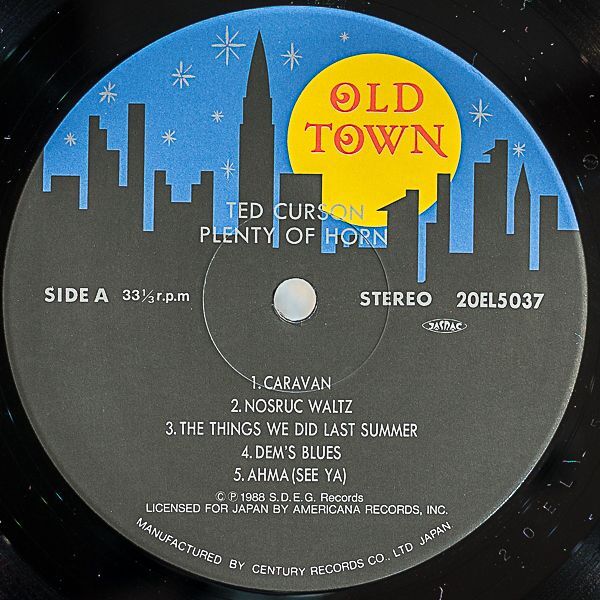 OLD
TOWN
TED CURSON
PLENTY OF HORN
SIDE A 33 1/3 r.p.m STEREO 20EL5037
JASRAC
1. CARAVAN
2. NOSRUC WALTZ
3. THE THINGS WE DID LAST SUMMER
4. DEM'S BLUES
5. AHMA (SEE YA)
© ℗ 1988 S.D.E.G. Records
LICENSED FOR JAPAN BY AMERICANA RECORDS, INC.
MANUFACTURED BY CENTURY RECORDS CO., LTD JAPAN.